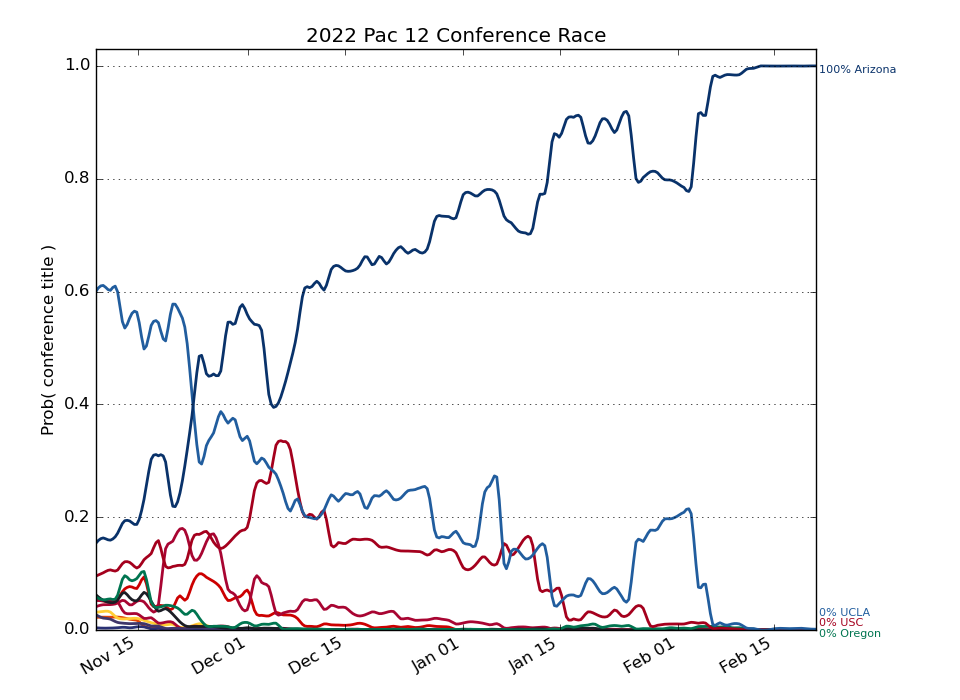 2022 Pac 12 Conference Race
Prob( conference title )
1.0
0.8
0.6
0.4
0.2
0.0
Nov 15
Dec 01
Dec 15
Jan 01
Jan 15
Feb 01
Feb 15
100% Arizona
0% UCLA
0% USC
0% Oregon